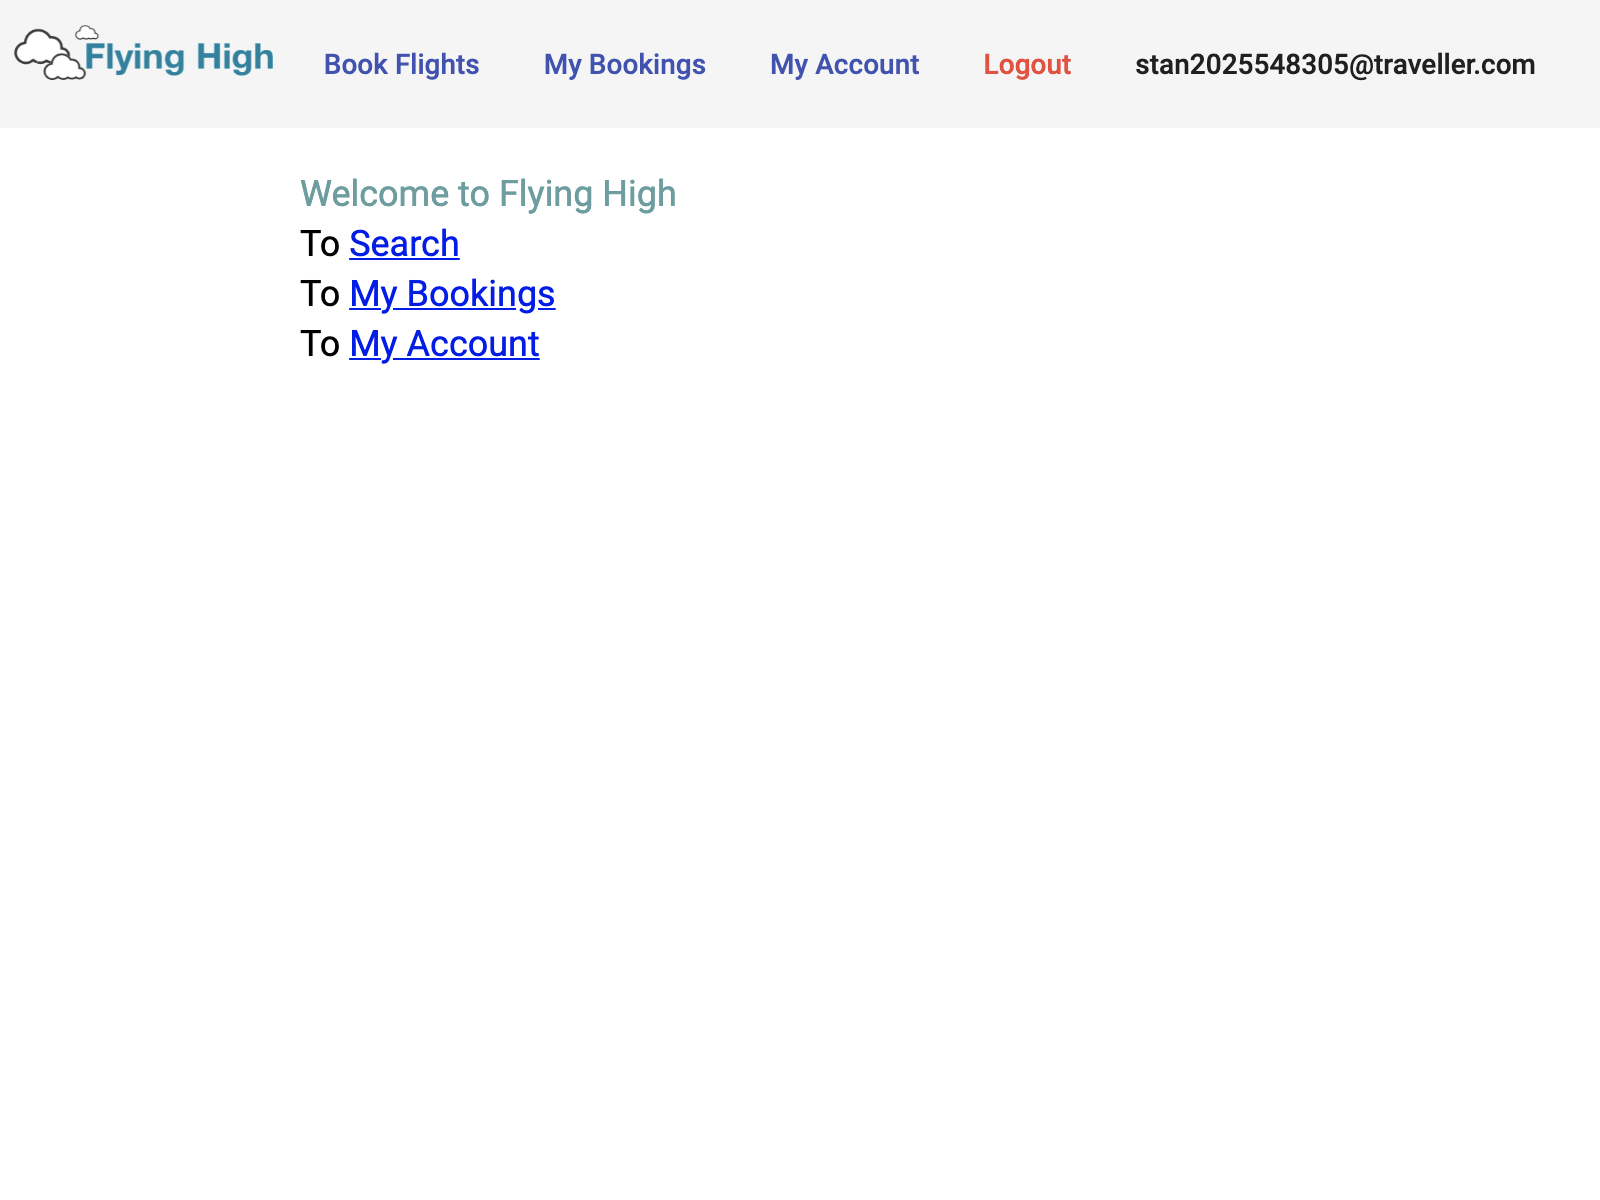 Flying High
Book Flights My Bookings My Account Logout stan2025548305@traveller.com
Welcome to Flying High
To Search
To My Bookings
To My Account